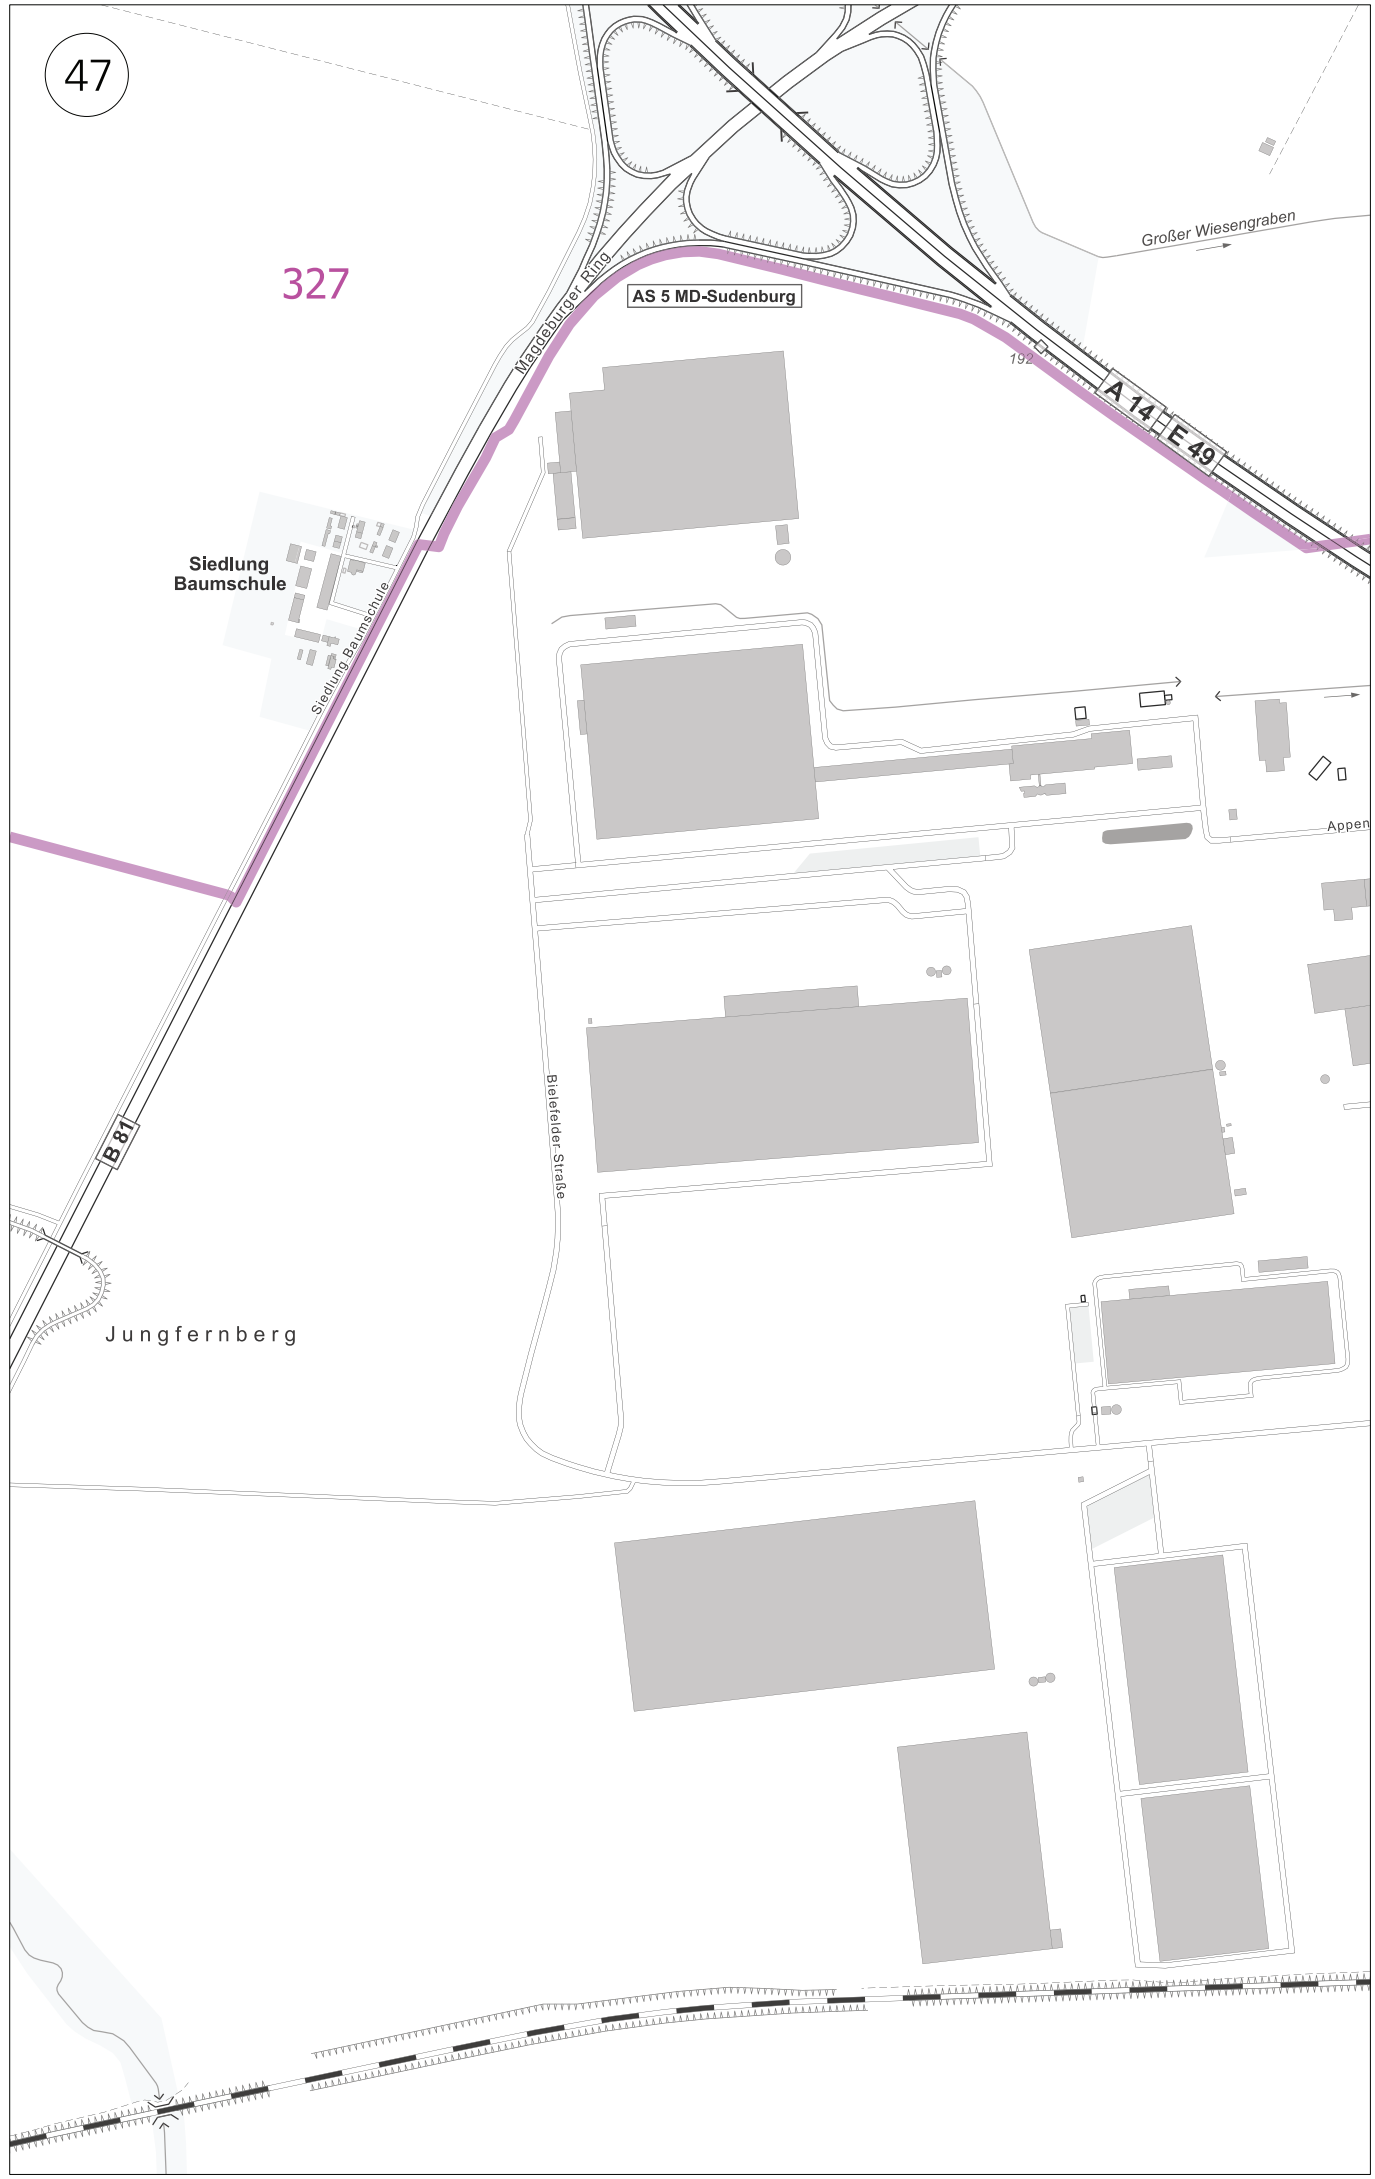 47
Großer Wiesengraben
Magdeburger Ring
327
AS 5 MD-Sudenburg
192
A 14
E 49
Siedlung
Baumschule
Siedlung Baumschule
Appen
Bielefelder Straße
B 81
Jungfernberg